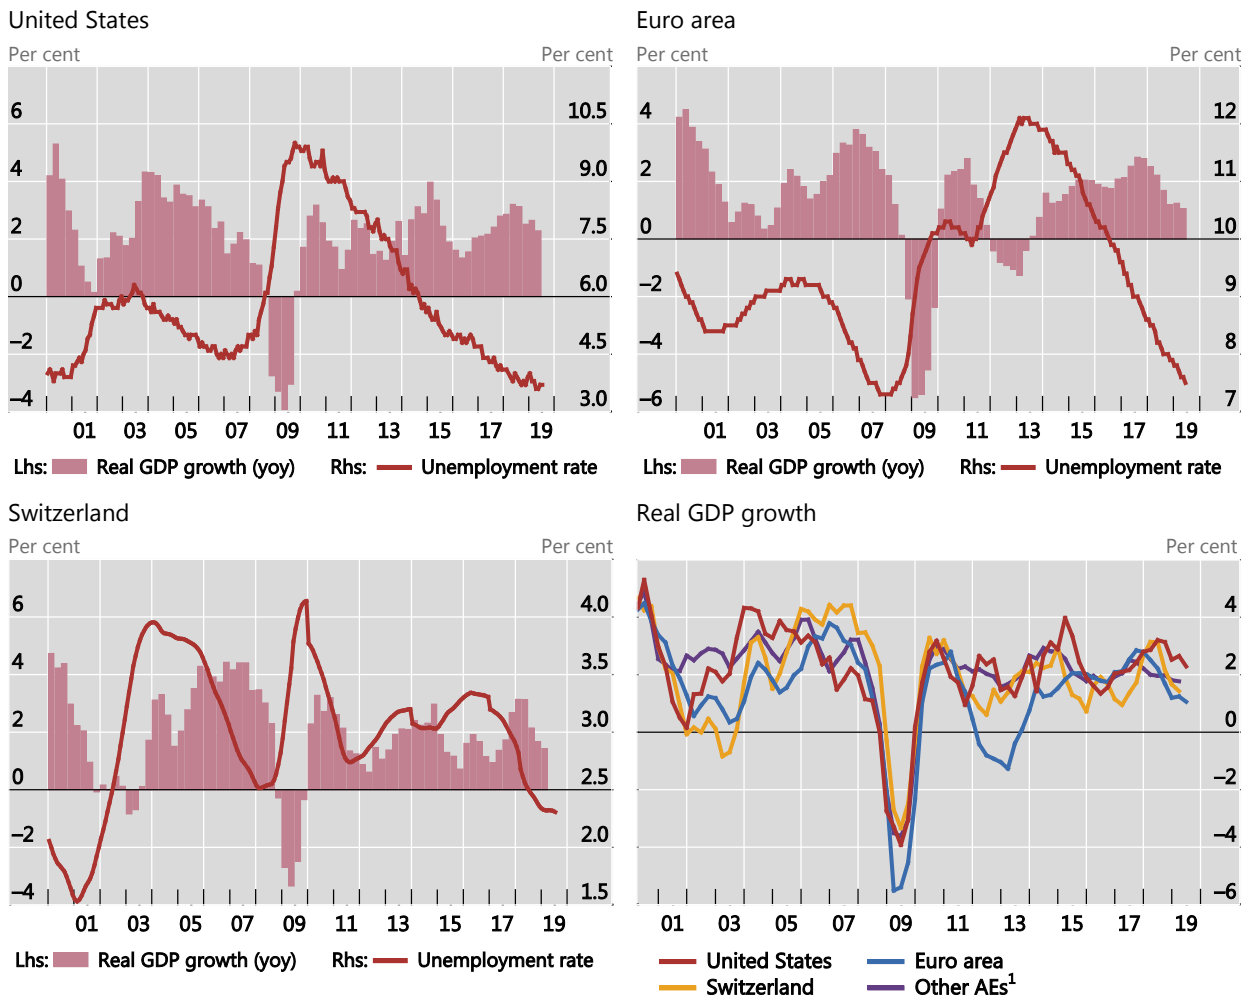 United States
Per cent Per cent
6 10.5
4 9.0
2 7.5
0 6.0
–2 4.5
–4 3.0
01 03 05 07 09 11 13 15 17 19
Lhs: Real GDP growth (yoy) Rhs: Unemployment rate
Euro area
Per cent Per cent
4 12
2 11
0 10
–2 9
–4 8
–6 7
01 03 05 07 09 11 13 15 17 19
Lhs: Real GDP growth (yoy) Rhs: Unemployment rate
Switzerland
Per cent Per cent
6 4.0
4 3.5
2 3.0
0 2.5
–2 2.0
–4 1.5
01 03 05 07 09 11 13 15 17 19
Lhs: Real GDP growth (yoy) Rhs: Unemployment rate
Real GDP growth
Per cent
4
2
0
–2
–4
–6
01 03 05 07 09 11 13 15 17 19
United States Euro area
Switzerland Other AEs¹